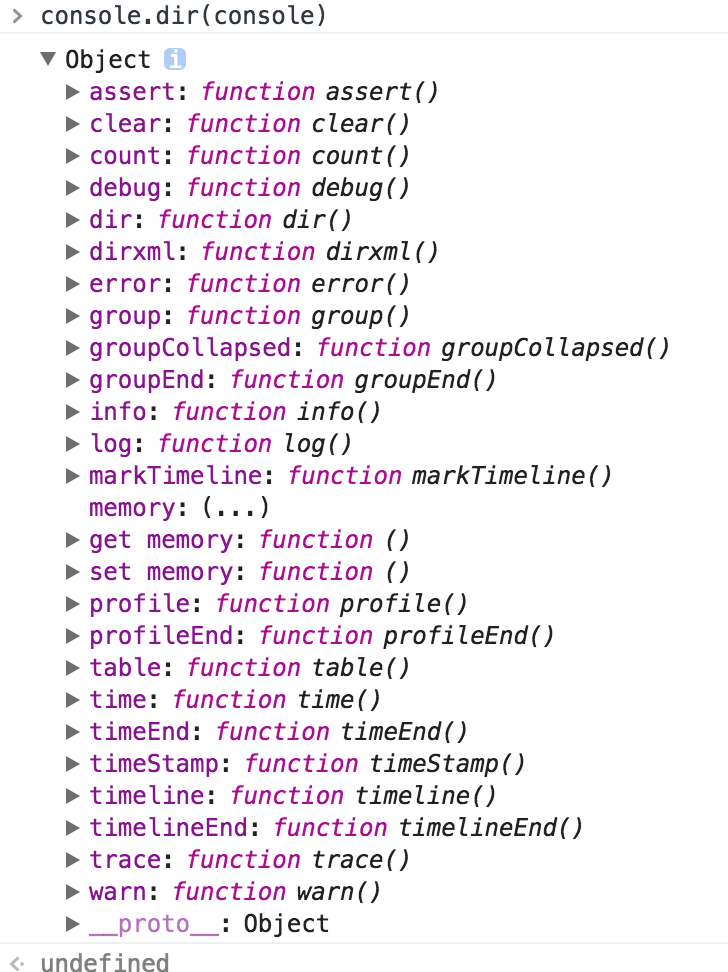 > console.dir(console)
▼ Object i
▶ assert: function assert()
▶ clear: function clear()
▶ count: function count()
▶ debug: function debug()
▶ dir: function dir()
▶ dirxml: function dirxml()
▶ error: function error()
▶ group: function group()
▶ groupCollapsed: function groupCollapsed()
▶ groupEnd: function groupEnd()
▶ info: function info()
▶ log: function log()
▶ markTimeline: function markTimeline()
memory: (...)
▶ get memory: function ()
▶ set memory: function ()
▶ profile: function profile()
▶ profileEnd: function profileEnd()
▶ table: function table()
▶ time: function time()
▶ timeEnd: function timeEnd()
▶ timeStamp: function timeStamp()
▶ timeline: function timeline()
▶ timelineEnd: function timelineEnd()
▶ trace: function trace()
▶ warn: function warn()
▶ __proto__: Object
undefined